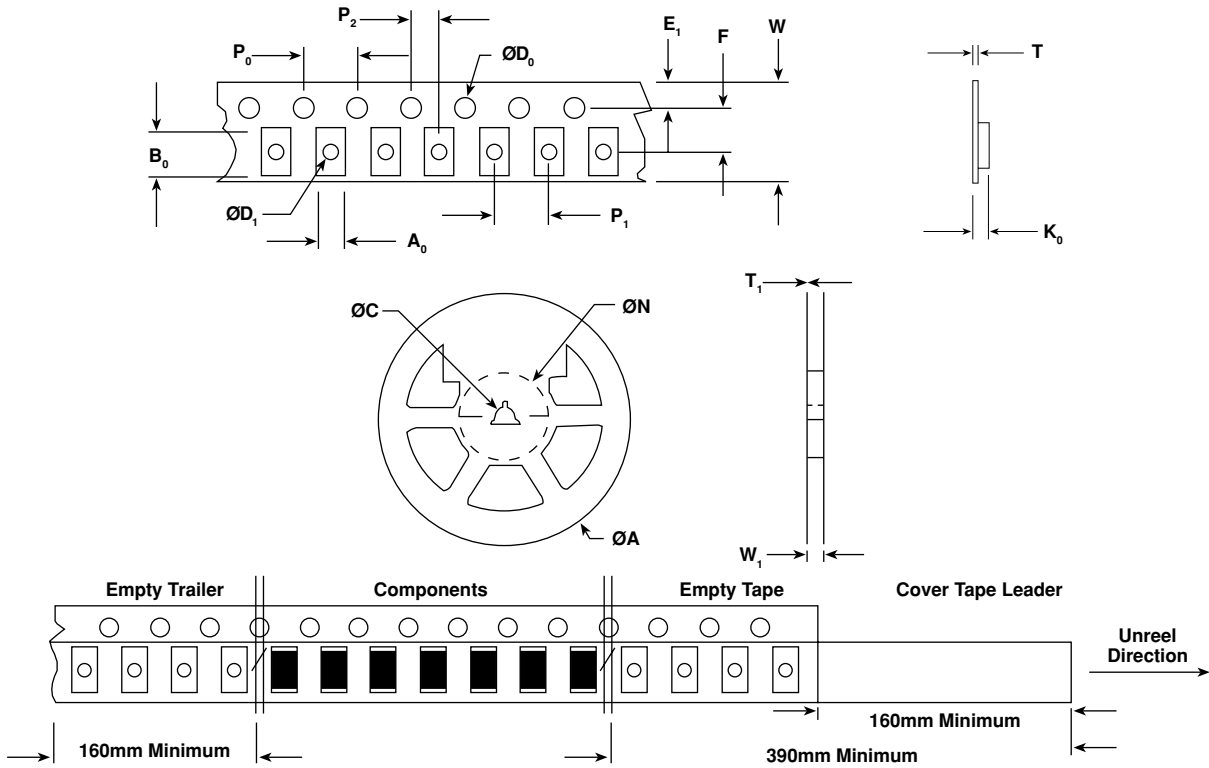 P₂
E₁
F
W
P₀
ØD₀
T
B₀
ØD₁
P₁
A₀
K₀
T₁
ØC
ØN
ØA
W₁
Empty Trailer
Components
Empty Tape
Cover Tape Leader
Unreel
Direction
160mm Minimum
160mm Minimum
390mm Minimum